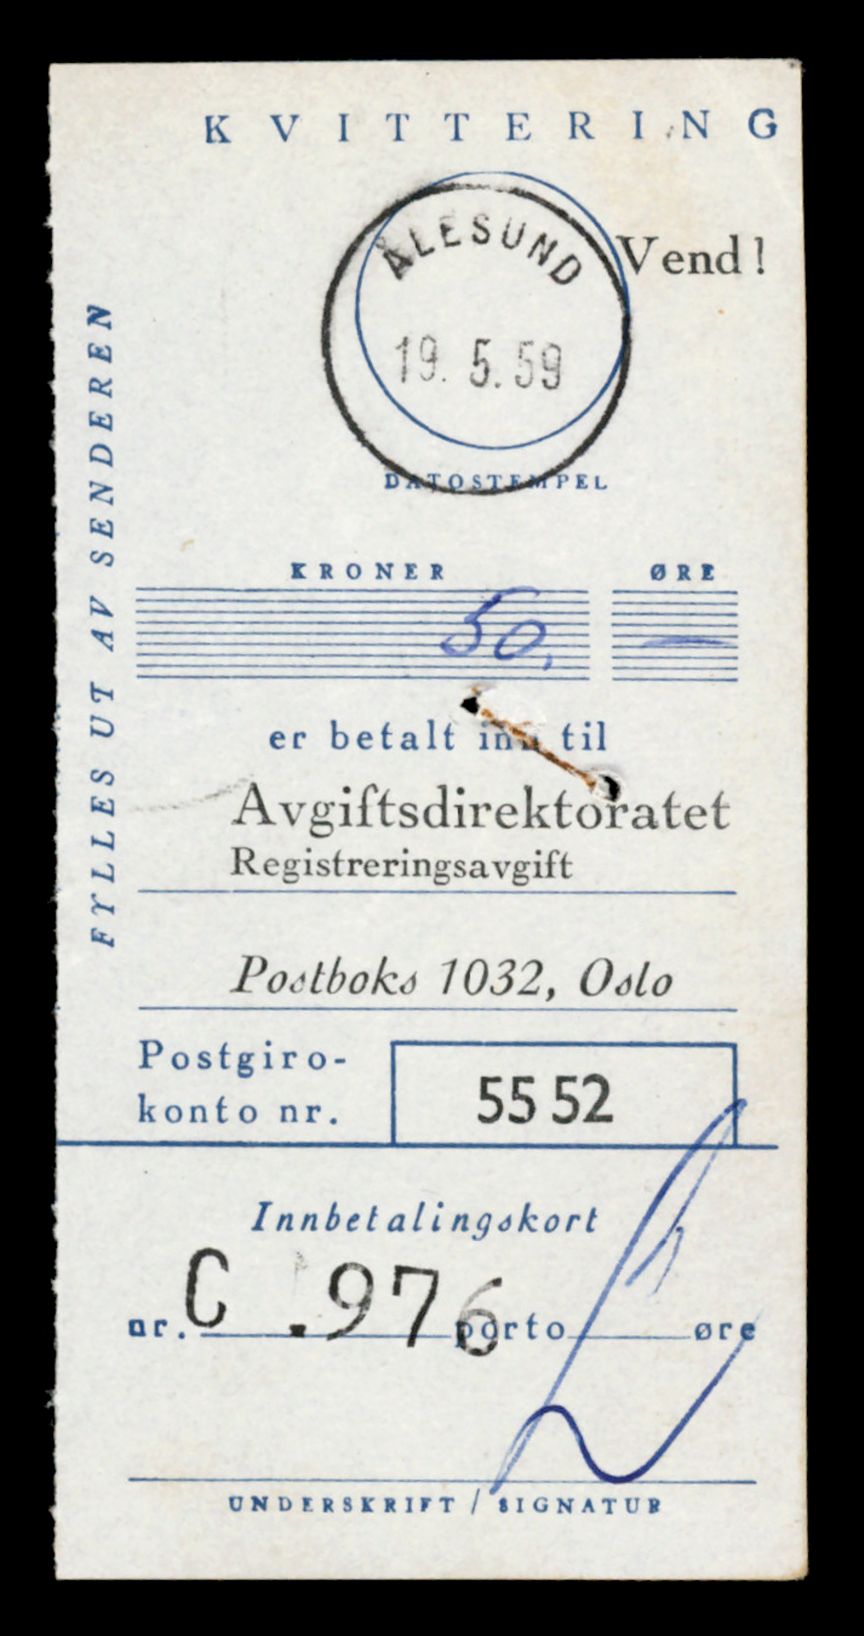 KVITTERING
Vend!
ÅLESUND
19. 5. 59
DATOSTEMPEL
FYLLES UT AV SENDEREN
KRONER ØRE
50, —
er betalt inn til
Avgiftsdirektoratet
Registreringsavgift
Postboks 1032, Oslo
Postgiro-
konto nr. 55 52
Innbetalingskort
nr. C .976 porto øre
UNDERSKRIFT / SIGNATUR